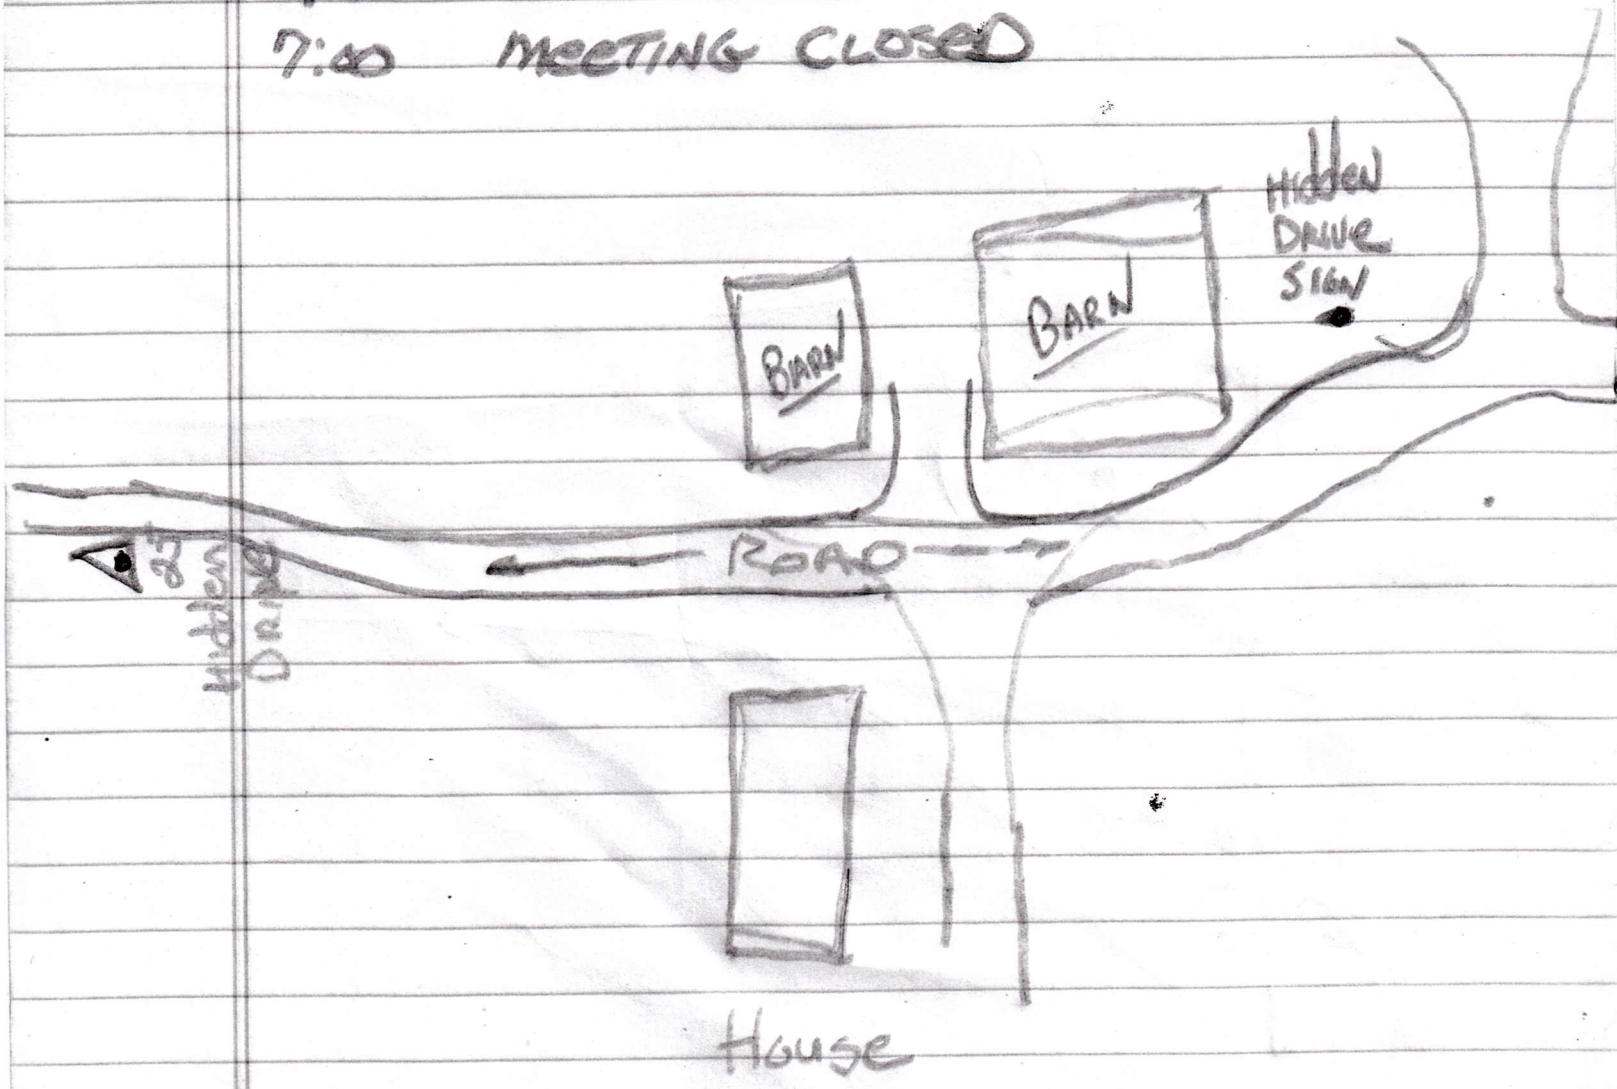 7:00 MEETING CLOSED
HIDDEN
DRIVE
SIGN
BARN
BARN
ROAD
25
HIDDEN
DRIVE
House